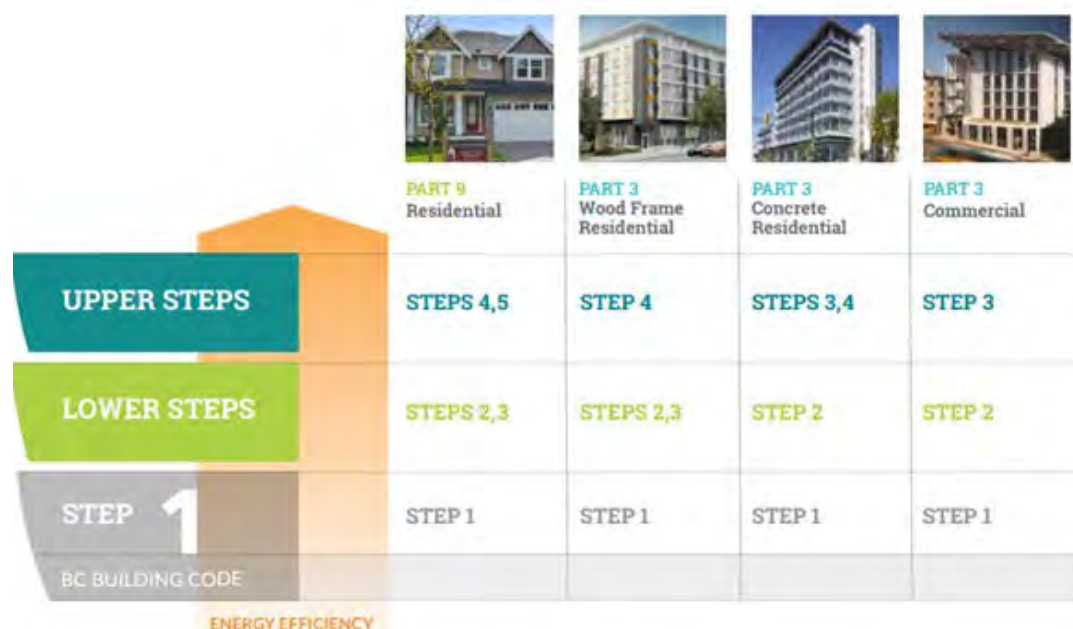 PART 9
Residential
PART 3
Wood Frame
Residential
PART 3
Concrete
Residential
PART 3
Commercial
UPPER STEPS
STEPS 4,5
STEP 4
STEPS 3,4
STEP 3
LOWER STEPS
STEPS 2,3
STEPS 2,3
STEP 2
STEP 2
STEP 1
STEP 1
STEP 1
STEP 1
STEP 1
BC BUILDING CODE
ENERGY EFFICIENCY